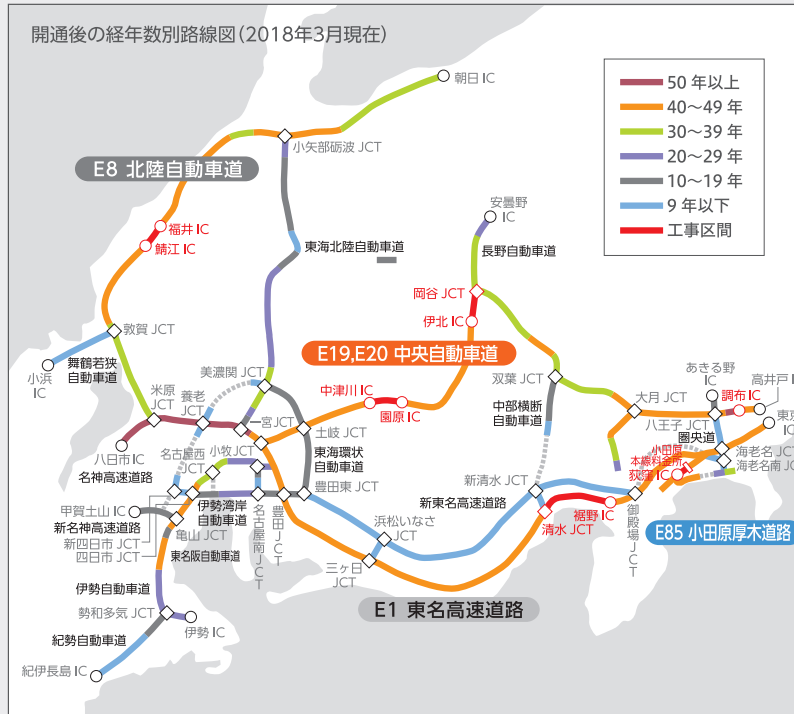 開通後の経年数別路線図(2018年3月現在)
朝日 IC
50 年以上
40〜49 年
30〜39 年
20〜29 年
10〜19 年
9 年以下
工事区間
小矢部砺波 JCT
E8 北陸自動車道
安曇野
IC
福井 IC
鯖江 IC
東海北陸自動車道
長野自動車道
岡谷 JCT
伊北 IC
敦賀 JCT
E19,E20 中央自動車道
舞鶴若狭
自動車道
小浜
IC
美濃関 JCT
双葉 JCT
あきる野
IC
高井戸 I
米原
JCT
養老
JCT
中津川 IC
園原 IC
中部横断
自動車道
大月 JCT
調布 IC
八王子 JCT
東京
一宮 JCT
土岐 JCT
圏央道
八日市 IC
名神高速道路
名古屋西
JCT
小牧 JCT
東海環状
自動車道
小田原
本線料金所
荻窪 IC
海老名 JCT
海老名南 JCT
新清水 JCT
甲賀土山 IC
新名神高速道路
伊勢湾岸
自動車道
豊田東 JCT
新東名高速道路
新四日市 JCT
四日市 JCT
亀山 JCT
名古屋南JCT
豊田JCT
浜松いなさ
JCT
清水 JCT
裾野 IC
御殿場JCT
E85 小田原厚木道路
東名阪自動車道
三ヶ日
JCT
伊勢自動車道
E1 東名高速道路
勢和多気 JCT
伊勢 IC
紀勢自動車道
紀伊長島 IC